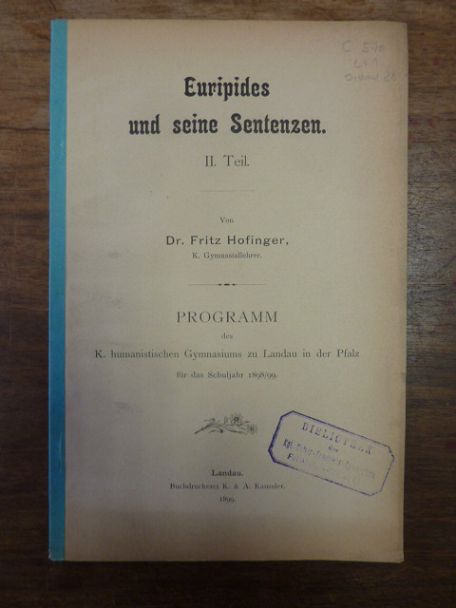 Euripides
und seine Sentenzen.
II. Teil.
Von
Dr. Fritz Hofinger,
K. Gymnasiallehrer.
PROGRAMM
des
K. humanistischen Gymnasiums zu Landau in der Pfalz
für das Schuljahr 1898/99.
BIBLIOTHEK
Landau.
Buchdruckerei K. & A. Kaussler.
1899.